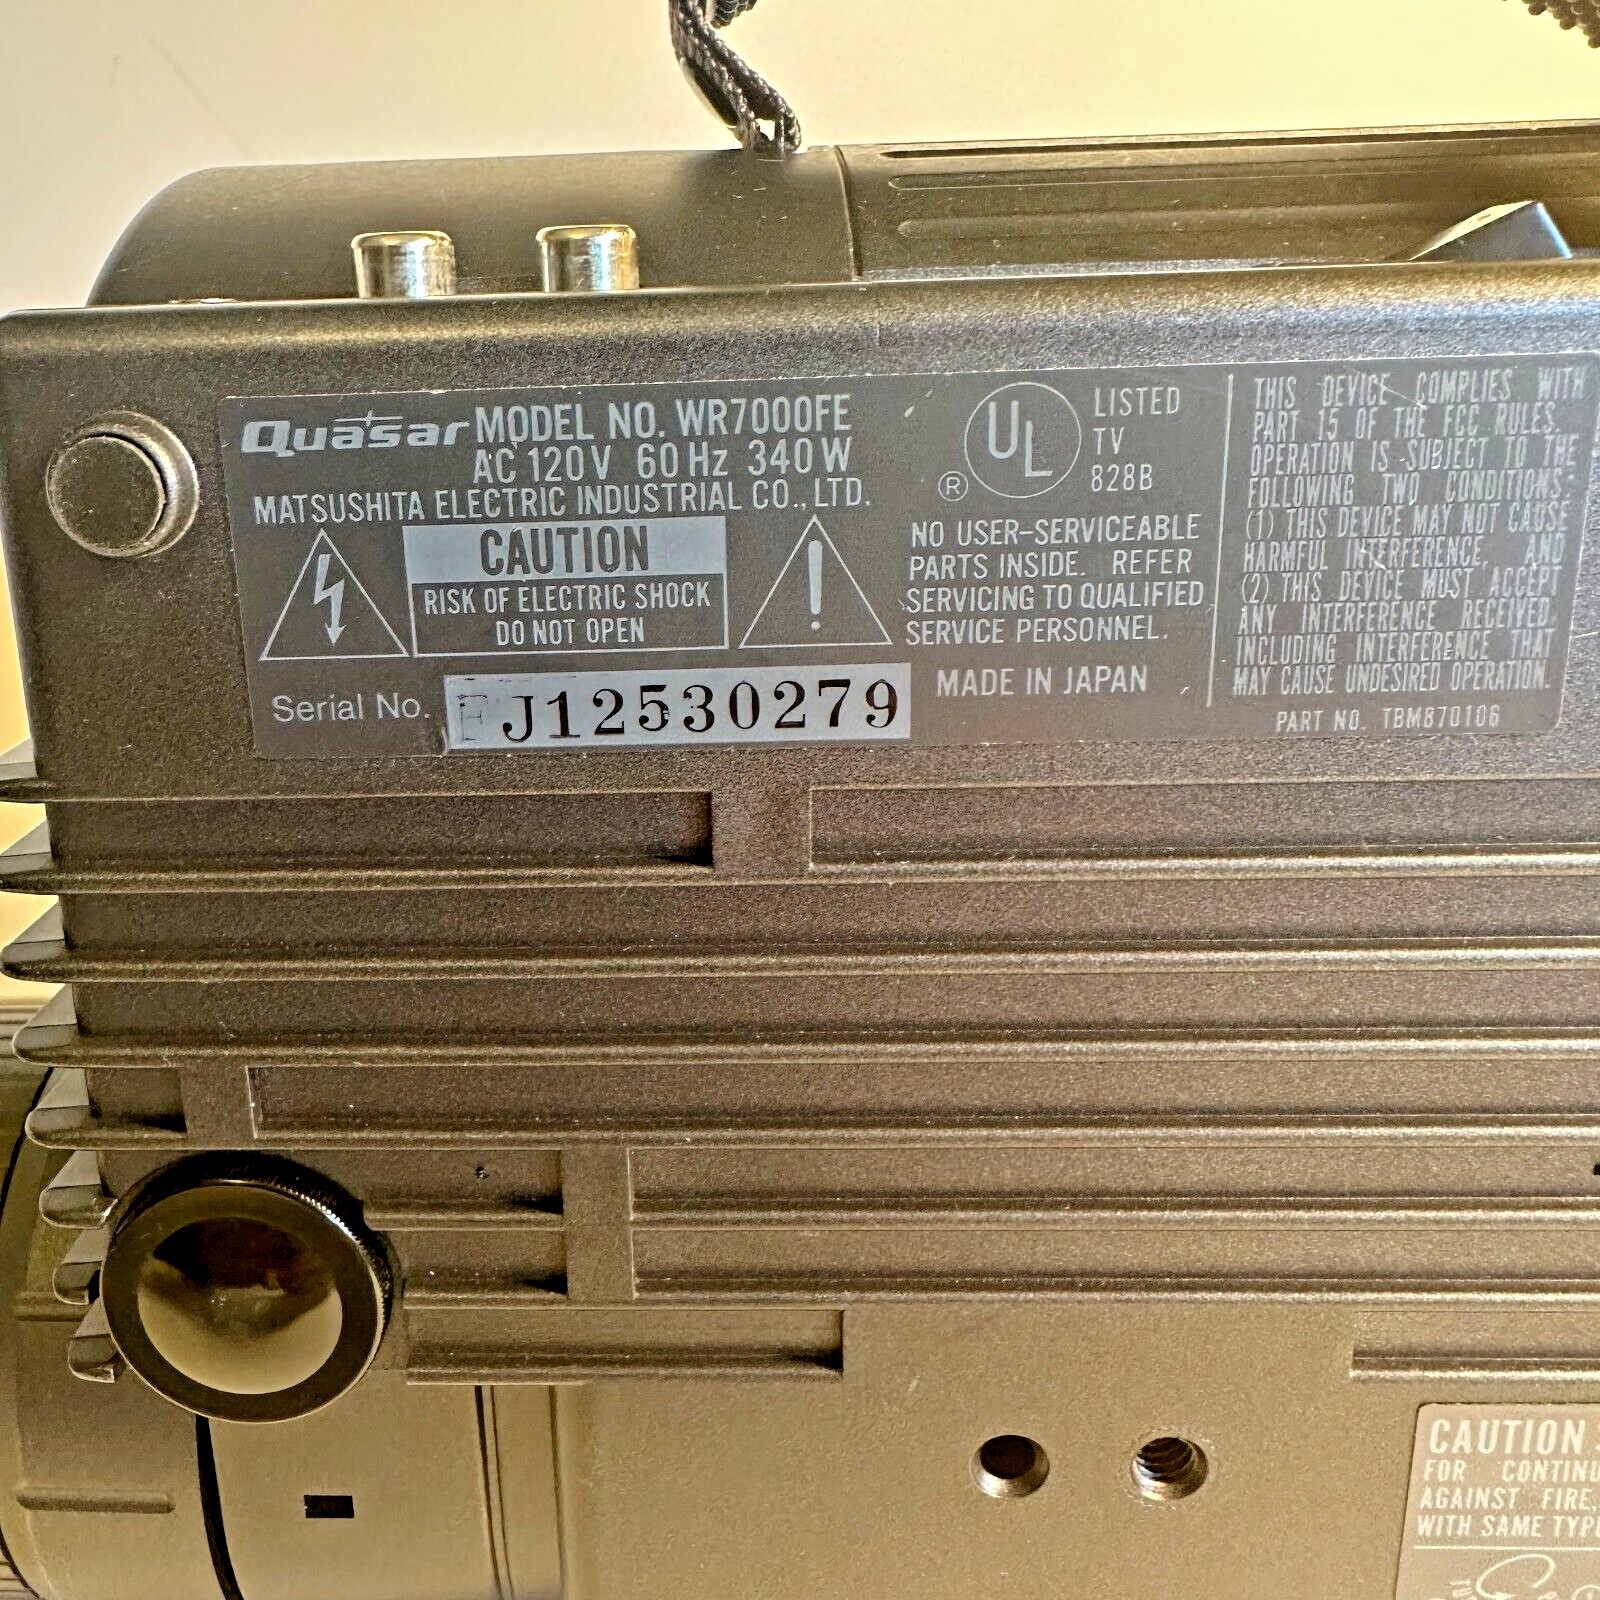 Quasar MODEL NO. WR7000FE
AC 120V 60Hz 340W
MATSUSHITA ELECTRIC INDUSTRIAL CO., LTD.
CAUTION
RISK OF ELECTRIC SHOCK
DO NOT OPEN
Serial No. FJ12530279
UL
®
LISTED
TV
828B
NO USER-SERVICEABLE
PARTS INSIDE. REFER
SERVICING TO QUALIFIED
SERVICE PERSONNEL.
MADE IN JAPAN
THIS DEVICE COMPLIES WITH
PART 15 OF THE FCC RULES.
OPERATION IS SUBJECT TO THE
FOLLOWING TWO CONDITIONS:
(1) THIS DEVICE MAY NOT CAUSE
HARMFUL INTERFERENCE, AND
(2) THIS DEVICE MUST ACCEPT
ANY INTERFERENCE RECEIVED,
INCLUDING INTERFERENCE THAT
MAY CAUSE UNDESIRED OPERATION.
PART NO. TBM870106
CAUTION
FOR CONTINU
AGAINST FIRE,
WITH SAME TYP